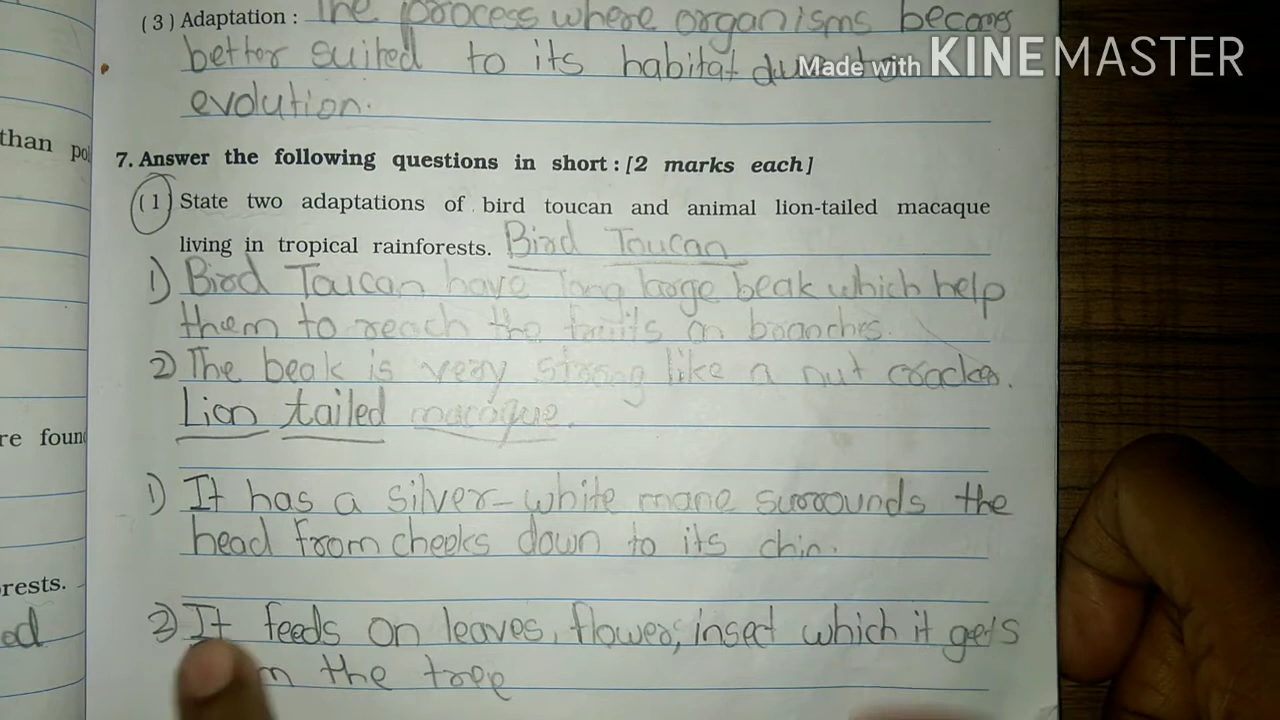 (3) Adaptation : The process where organisms becomes
better suited to its habitat due to
evolution.
Made with KINEMASTER
than
7. Answer the following questions in short : [2 marks each]
(1) State two adaptations of bird toucan and animal lion-tailed macaque
living in tropical rainforests. Bird Toucan
1) Bird Toucan have long large beak which help
them to reach the fruits on branches.
2) The beak is very strong like a nut cracker.
Lion tailed macaque.
re foun
1) It has a silver-white mane surrounds the
head from cheeks down to its chin.
rests.
ed
2) It feeds on leaves, flower, insect which it gets
the tree